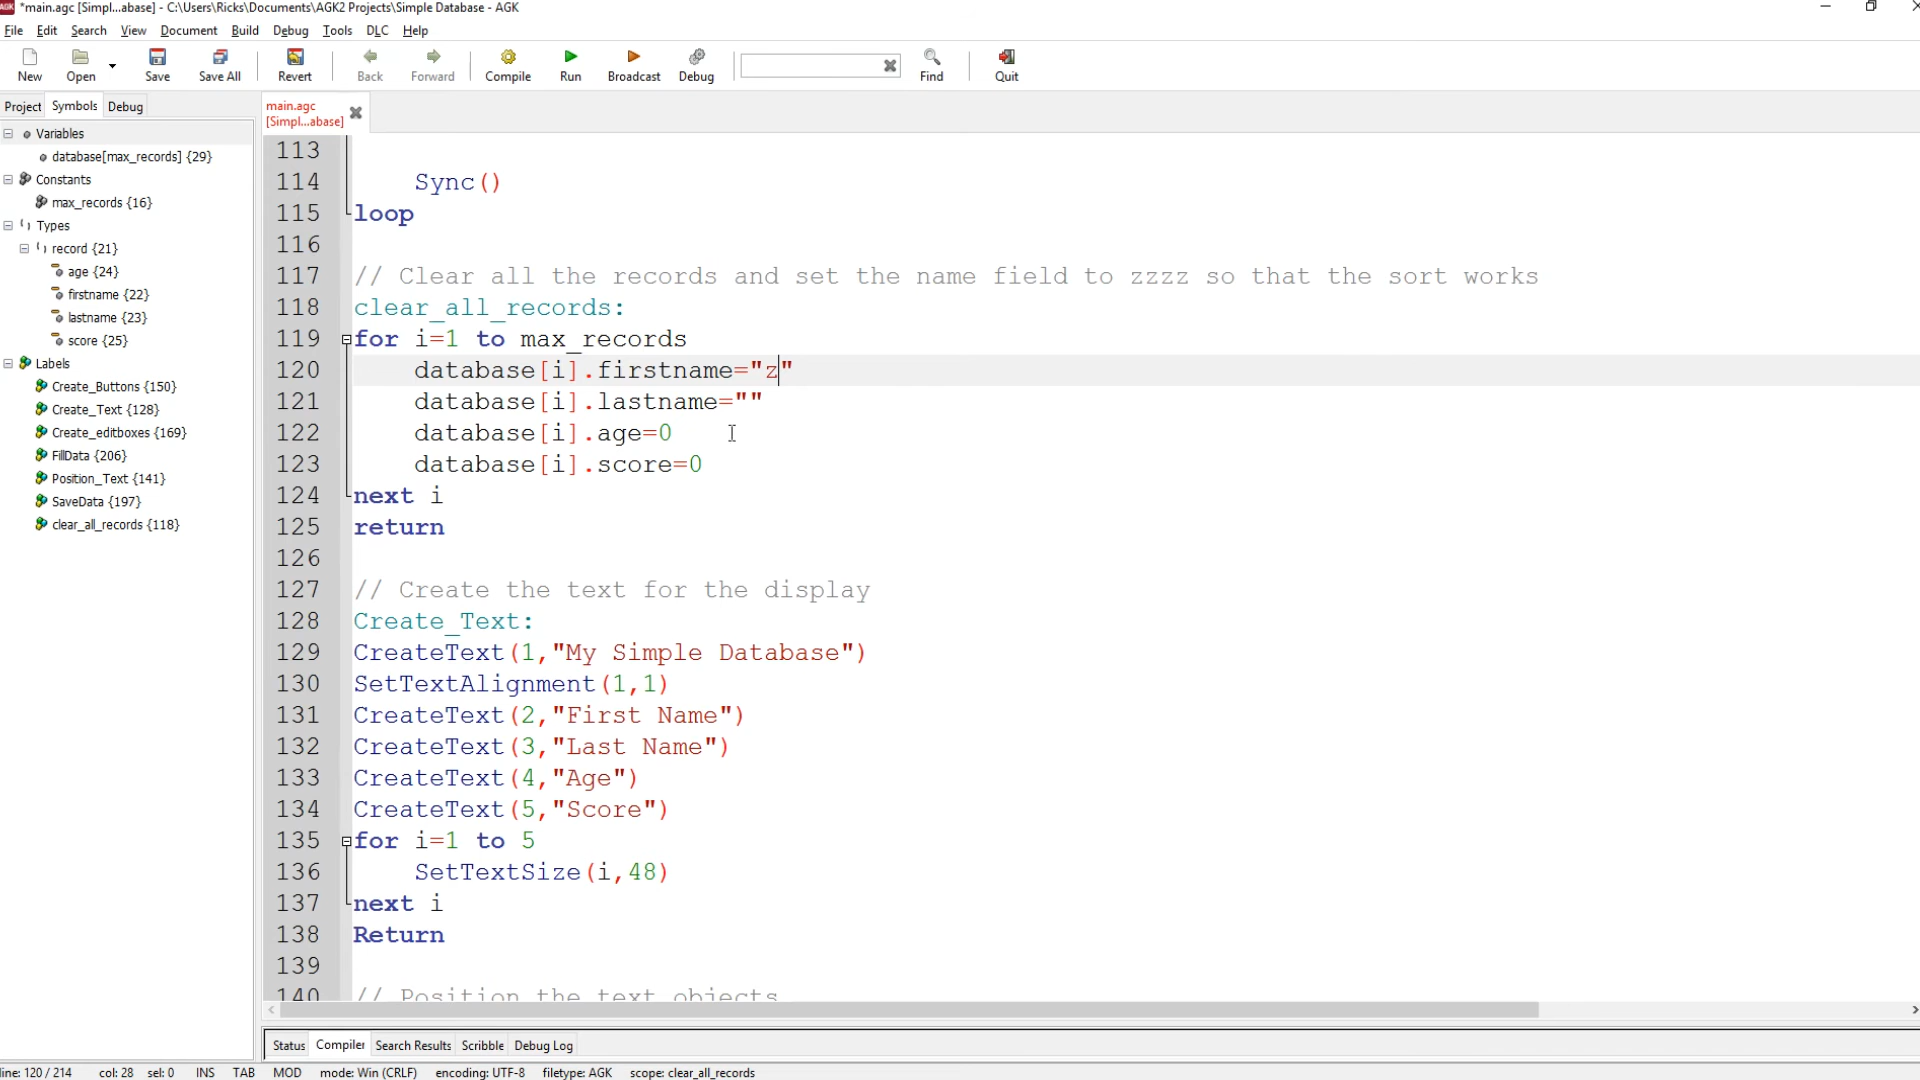 AGK *main.agc [Simpl...abase] - C:\Users\Ricks\Documents\AGK2 Projects\Simple Database - AGK
File Edit Search View Document Build Debug Tools DLC Help
New Open Save Save All Revert Back Forward Compile Run Broadcast Debug Find Quit
Project Symbols Debug
main.agc
[Simpl...abase]
Variables
database[max_records] {29}
Constants
max_records {16}
Types
record {21}
age {24}
firstname {22}
lastname {23}
score {25}
Labels
Create_Buttons {150}
Create_Text {128}
Create_editboxes {169}
FillData {206}
Position_Text {141}
SaveData {197}
clear_all_records {118}
113
114 Sync()
115 loop
116
117 // Clear all the records and set the name field to zzzz so that the sort works
118 clear_all_records:
119 for i=1 to max_records
120 database[i].firstname="z"
121 database[i].lastname=""
122 database[i].age=0
123 database[i].score=0
124 next i
125 return
126
127 // Create the text for the display
128 Create_Text:
129 CreateText(1,"My Simple Database")
130 SetTextAlignment(1,1)
131 CreateText(2,"First Name")
132 CreateText(3,"Last Name")
133 CreateText(4,"Age")
134 CreateText(5,"Score")
135 for i=1 to 5
136 SetTextSize(i,48)
137 next i
138 Return
139
140 // Position the text objects
Status Compiler Search Results Scribble Debug Log
line: 120 / 214 col: 28 sel: 0 INS TAB MOD mode: Win (CRLF) encoding: UTF-8 filetype: AGK scope: clear_all_records